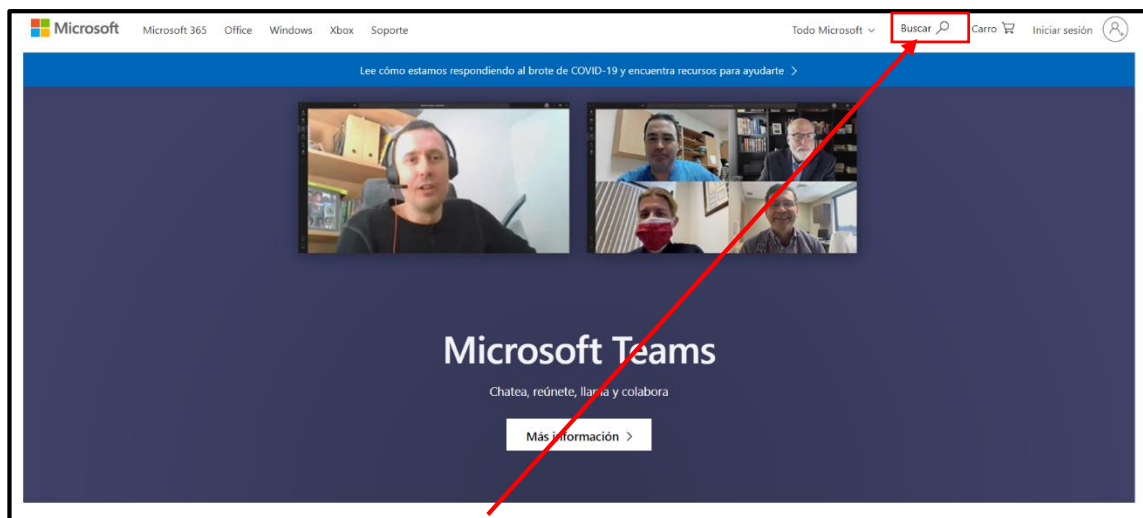 Microsoft Microsoft 365 Office Windows Xbox Soporte Todo Microsoft Buscar Carro Iniciar sesión
Lee cómo estamos respondiendo al brote de COVID-19 y encuentra recursos para ayudarte >
Microsoft Teams
Chatea, reúnete, llama y colabora
Más información >